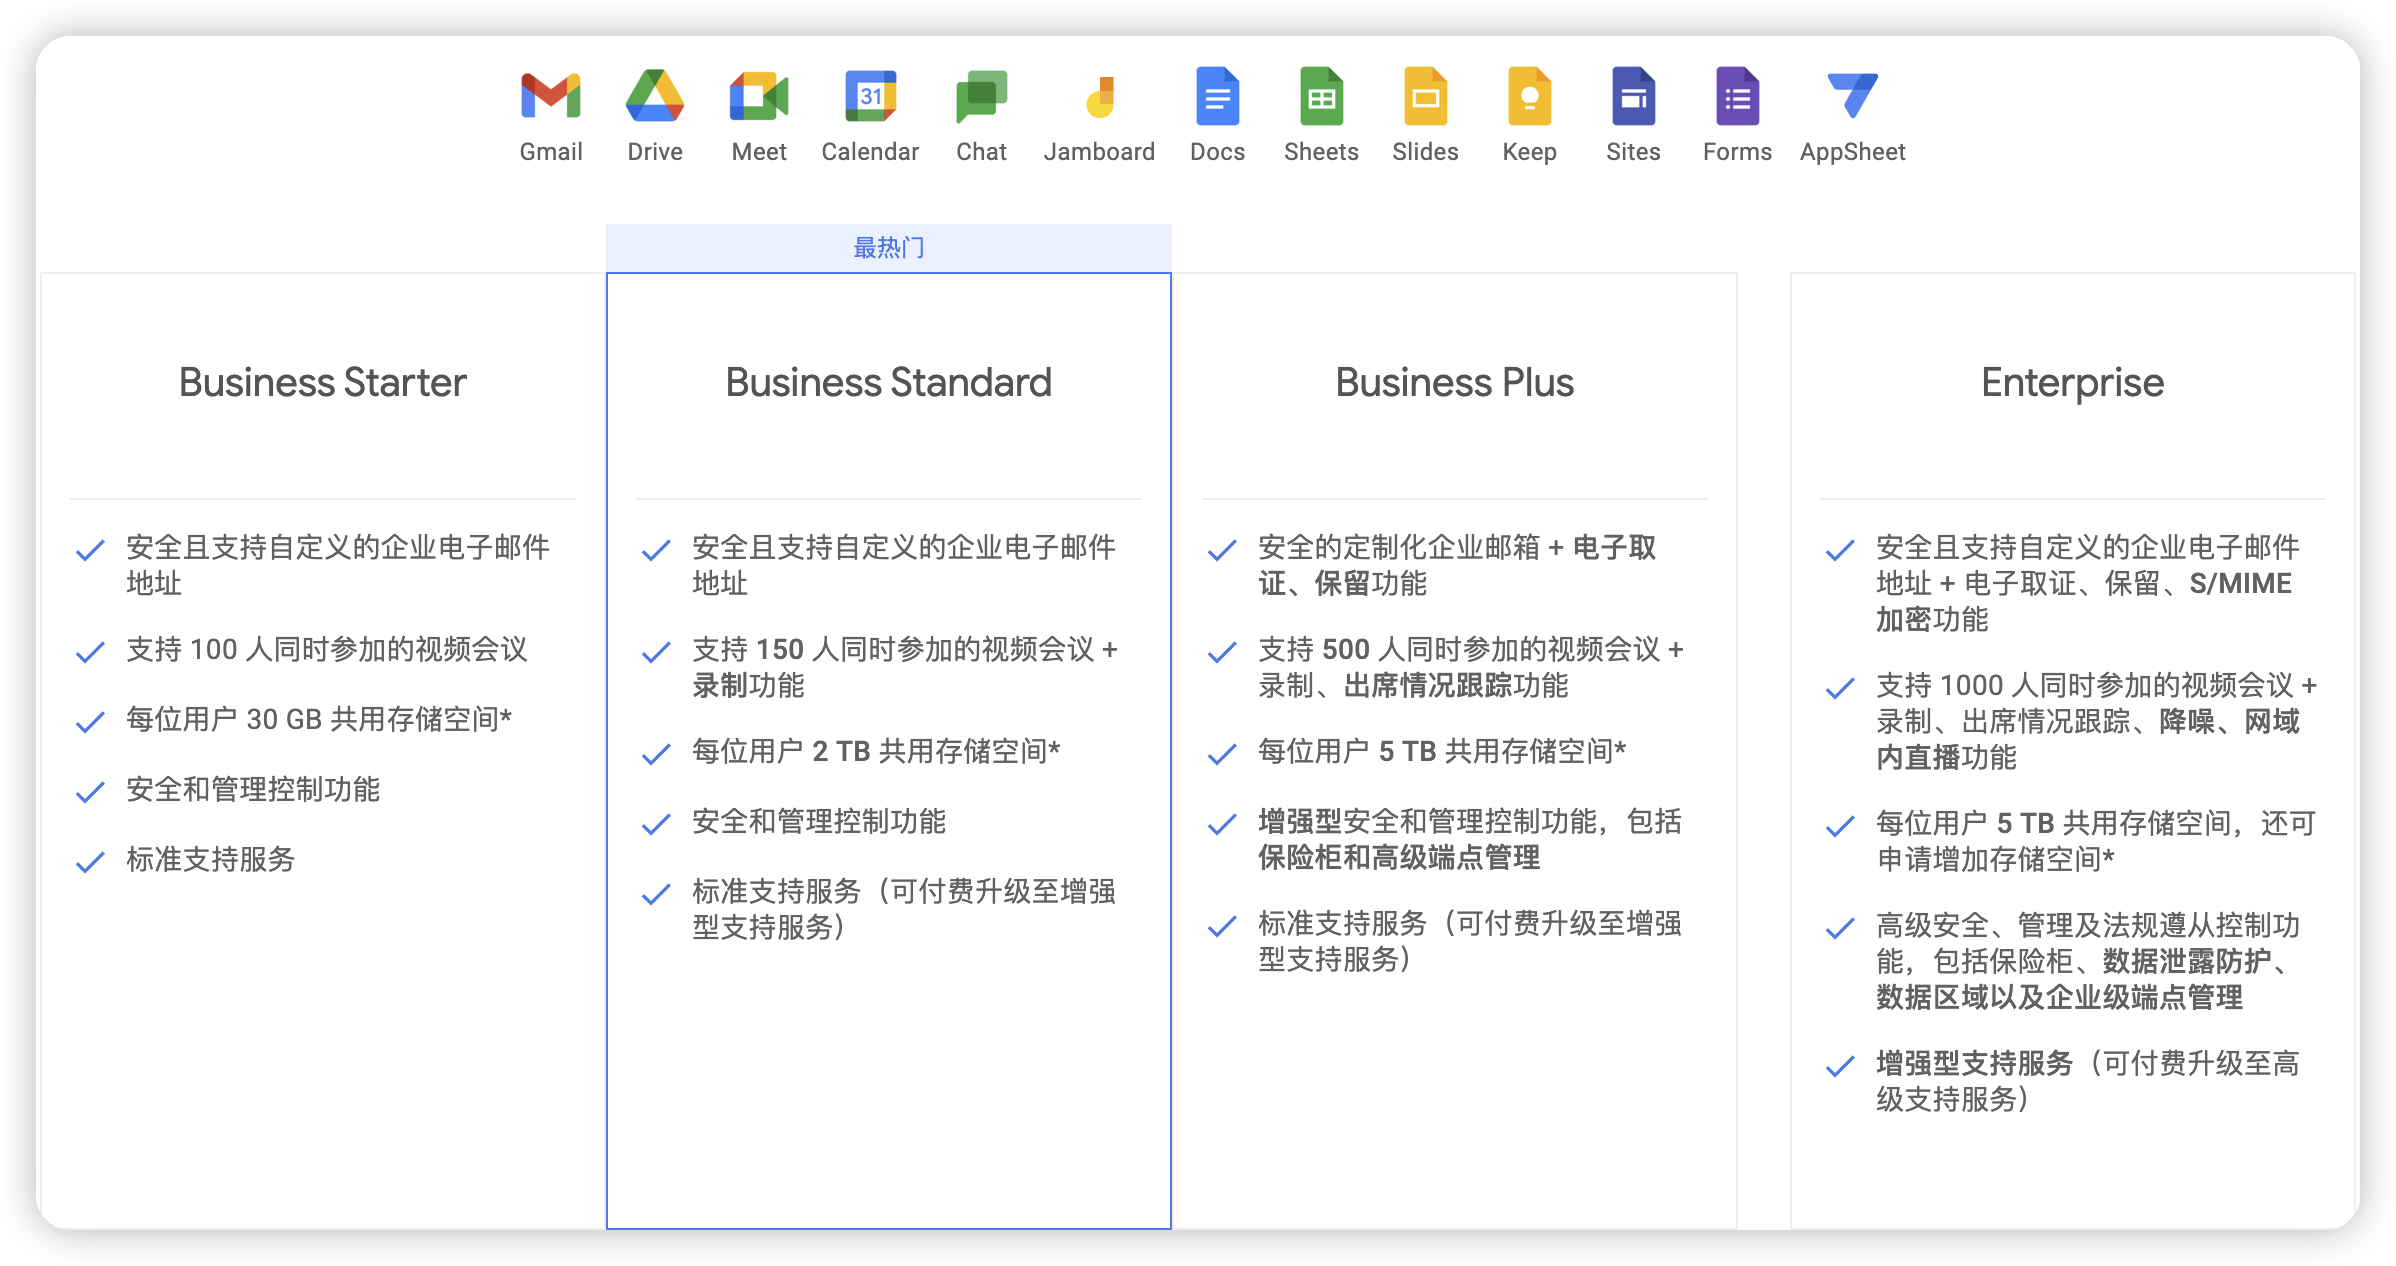 31
Gmail Drive Meet Calendar Chat Jamboard Docs Sheets Slides Keep Sites Forms AppSheet
最热门
Business Starter
安全且支持自定义的企业电子邮件
地址
支持 100 人同时参加的视频会议
每位用户 30 GB 共用存储空间*
安全和管理控制功能
标准支持服务
Business Standard
安全且支持自定义的企业电子邮件
地址
支持 150 人同时参加的视频会议 +
录制功能
每位用户 2 TB 共用存储空间*
安全和管理控制功能
标准支持服务（可付费升级至增强
型支持服务）
Business Plus
安全的定制化企业邮箱 + 电子取
证、保留功能
支持 500 人同时参加的视频会议 +
录制、出席情况跟踪功能
每位用户 5 TB 共用存储空间*
增强型安全和管理控制功能，包括
保险柜和高级端点管理
标准支持服务（可付费升级至增强
型支持服务）
Enterprise
安全且支持自定义的企业电子邮件
地址 + 电子取证、保留、S/MIME
加密功能
支持 1000 人同时参加的视频会议 +
录制、出席情况跟踪、降噪、网域
内直播功能
每位用户 5 TB 共用存储空间，还可
申请增加存储空间*
高级安全、管理及法规遵从控制功
能，包括保险柜、数据泄露防护、
数据区域以及企业级端点管理
增强型支持服务（可付费升级至高
级支持服务）